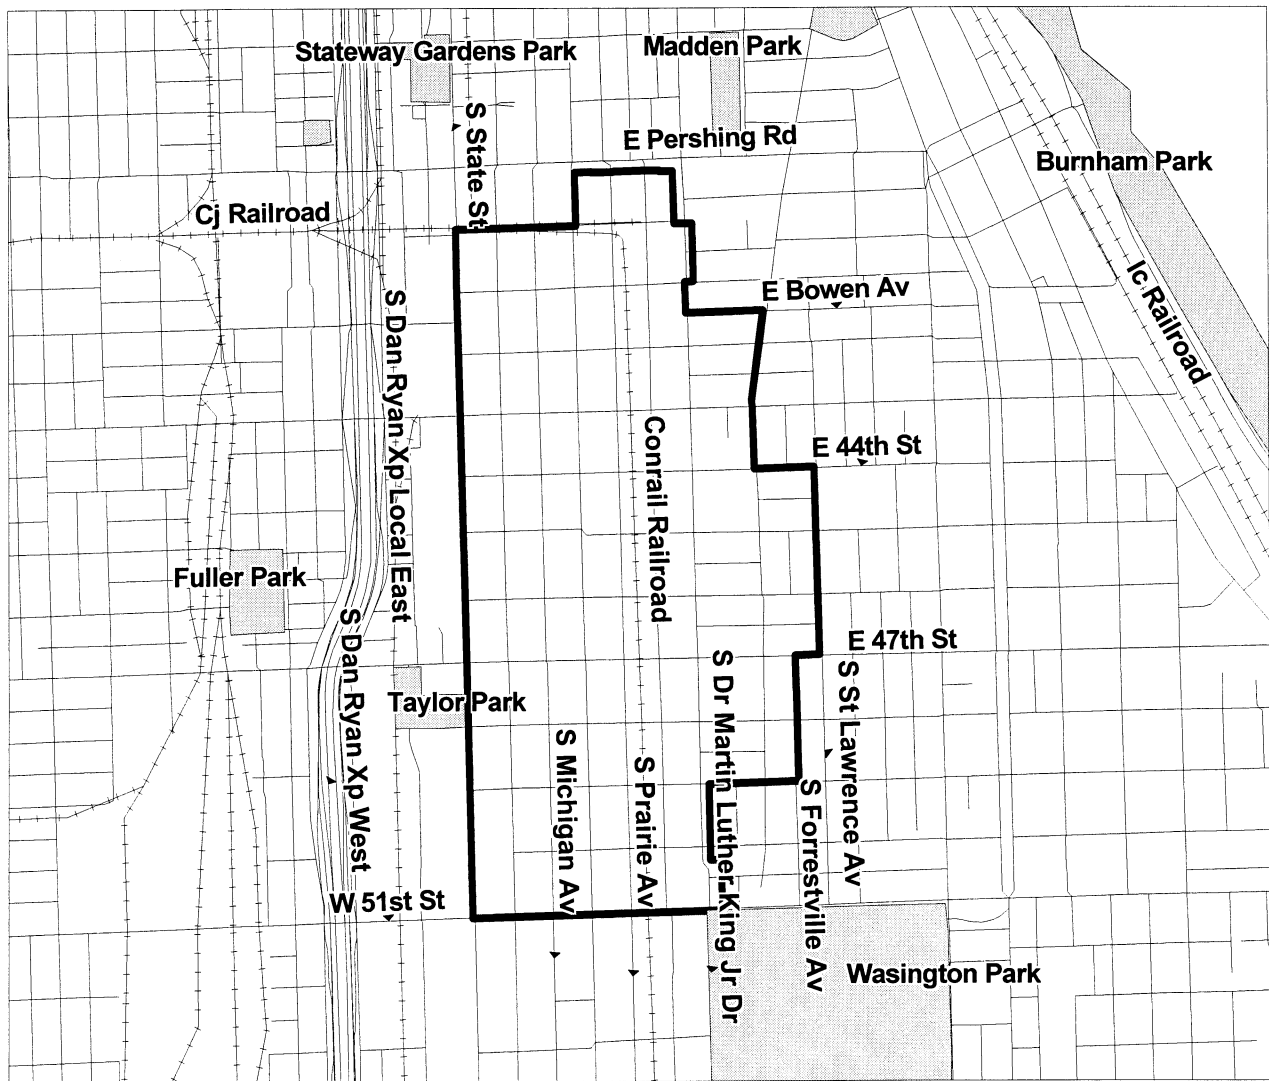 Stateway Gardens Park
Madden Park
S State St
E Pershing Rd
Burnham Park
Cj Railroad
E Bowen Av
Ic Railroad
S Dan Ryan Xp Local East
Conrail Railroad
E 44th St
Fuller Park
S Dan Ryan Xp West
E 47th St
S Dr Martin Luther King Jr Dr
S St Lawrence Av
Taylor Park
S Michigan Av
S Prairie Av
S Forrestville Av
W 51st St
Wasington Park